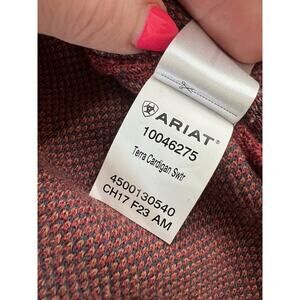 ARIAT®
10046275
Terra Cardigan Swtr
4500130540
CH17 F23 AM